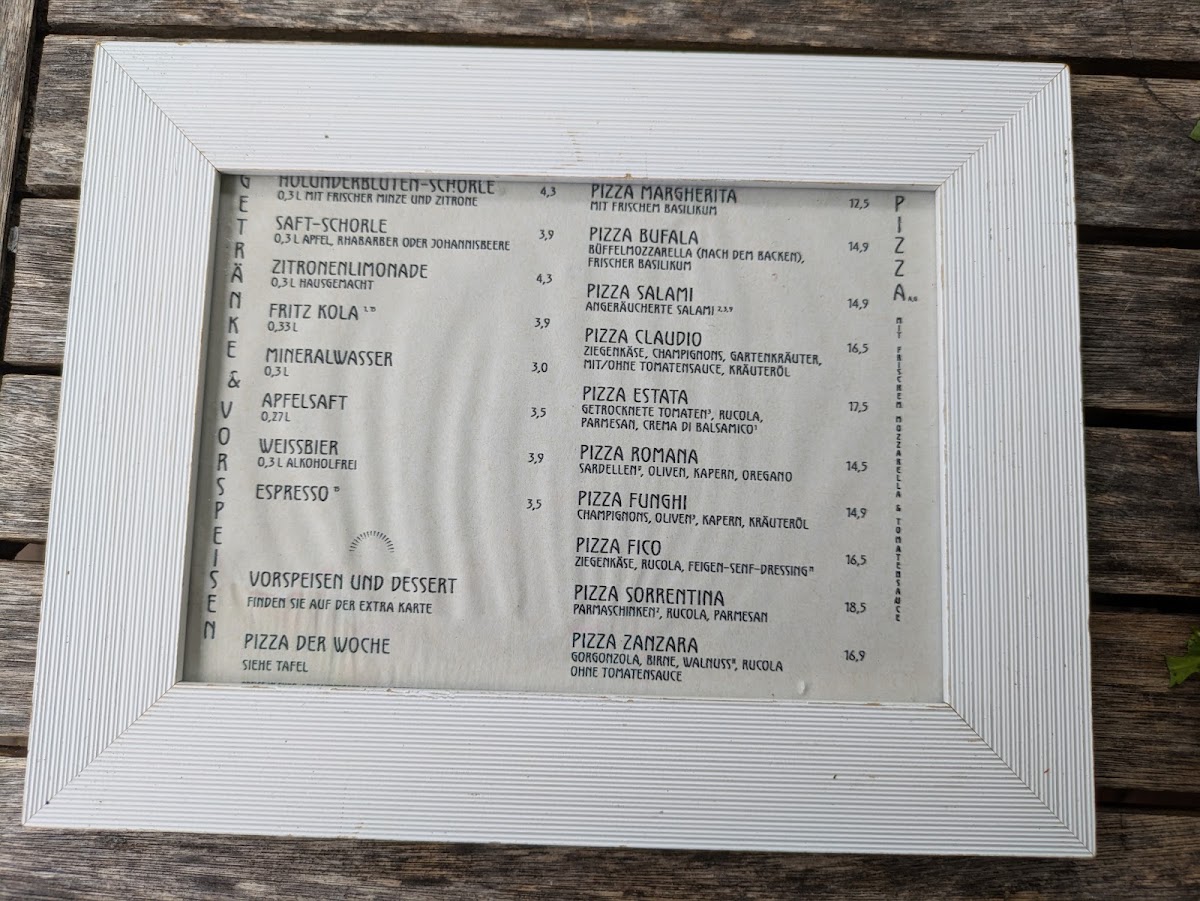 GETRÄNKE & VORSPEISEN
HOLUNDERBLÜTEN-SCHORLE 4,3
0,3 L MIT FRISCHER MINZE UND ZITRONE
SAFT-SCHORLE 3,9
0,3 L APFEL, RHABARBER ODER JOHANNISBEERE
ZITRONENLIMONADE 4,3
0,3 L HAUSGEMACHT
FRITZ KOLA 3,9
0,33 L
MINERALWASSER 3,0
0,3 L
APFELSAFT 3,5
0,27 L
WEISSBIER 3,9
0,3 L ALKOHOLFREI
ESPRESSO 3,5
VORSPEISEN UND DESSERT
FINDEN SIE AUF DER EXTRA KARTE
PIZZA DER WOCHE
SIEHE TAFEL
PIZZA MARGHERITA 12,5
MIT FRISCHEM BASILIKUM
PIZZA BUFALA 14,9
BÜFFELMOZZARELLA (NACH DEM BACKEN),
FRISCHER BASILIKUM
PIZZA SALAMI 14,9
ANGERÄUCHERTE SALAMI 2,3,9
PIZZA CLAUDIO 16,5
ZIEGENKÄSE, CHAMPIGNONS, GARTENKRÄUTER,
MIT/OHNE TOMATENSAUCE, KRÄUTERÖL
PIZZA ESTATA 17,5
GETROCKNETE TOMATEN, RUCOLA,
PARMESAN, CREMA DI BALSAMICO
PIZZA ROMANA 14,5
SARDELLEN, OLIVEN, KAPERN, OREGANO
PIZZA FUNGHI 14,9
CHAMPIGNONS, OLIVEN, KAPERN, KRÄUTERÖL
PIZZA FICO 16,5
ZIEGENKÄSE, RUCOLA, FEIGEN-SENF-DRESSING
PIZZA SORRENTINA 18,5
PARMASCHINKEN, RUCOLA, PARMESAN
PIZZA ZANZARA 16,9
GORGONZOLA, BIRNE, WALNUSS, RUCOLA
OHNE TOMATENSAUCE
PIZZA MIT FRISCHEM MOZZARELLA & TOMATENSAUCE